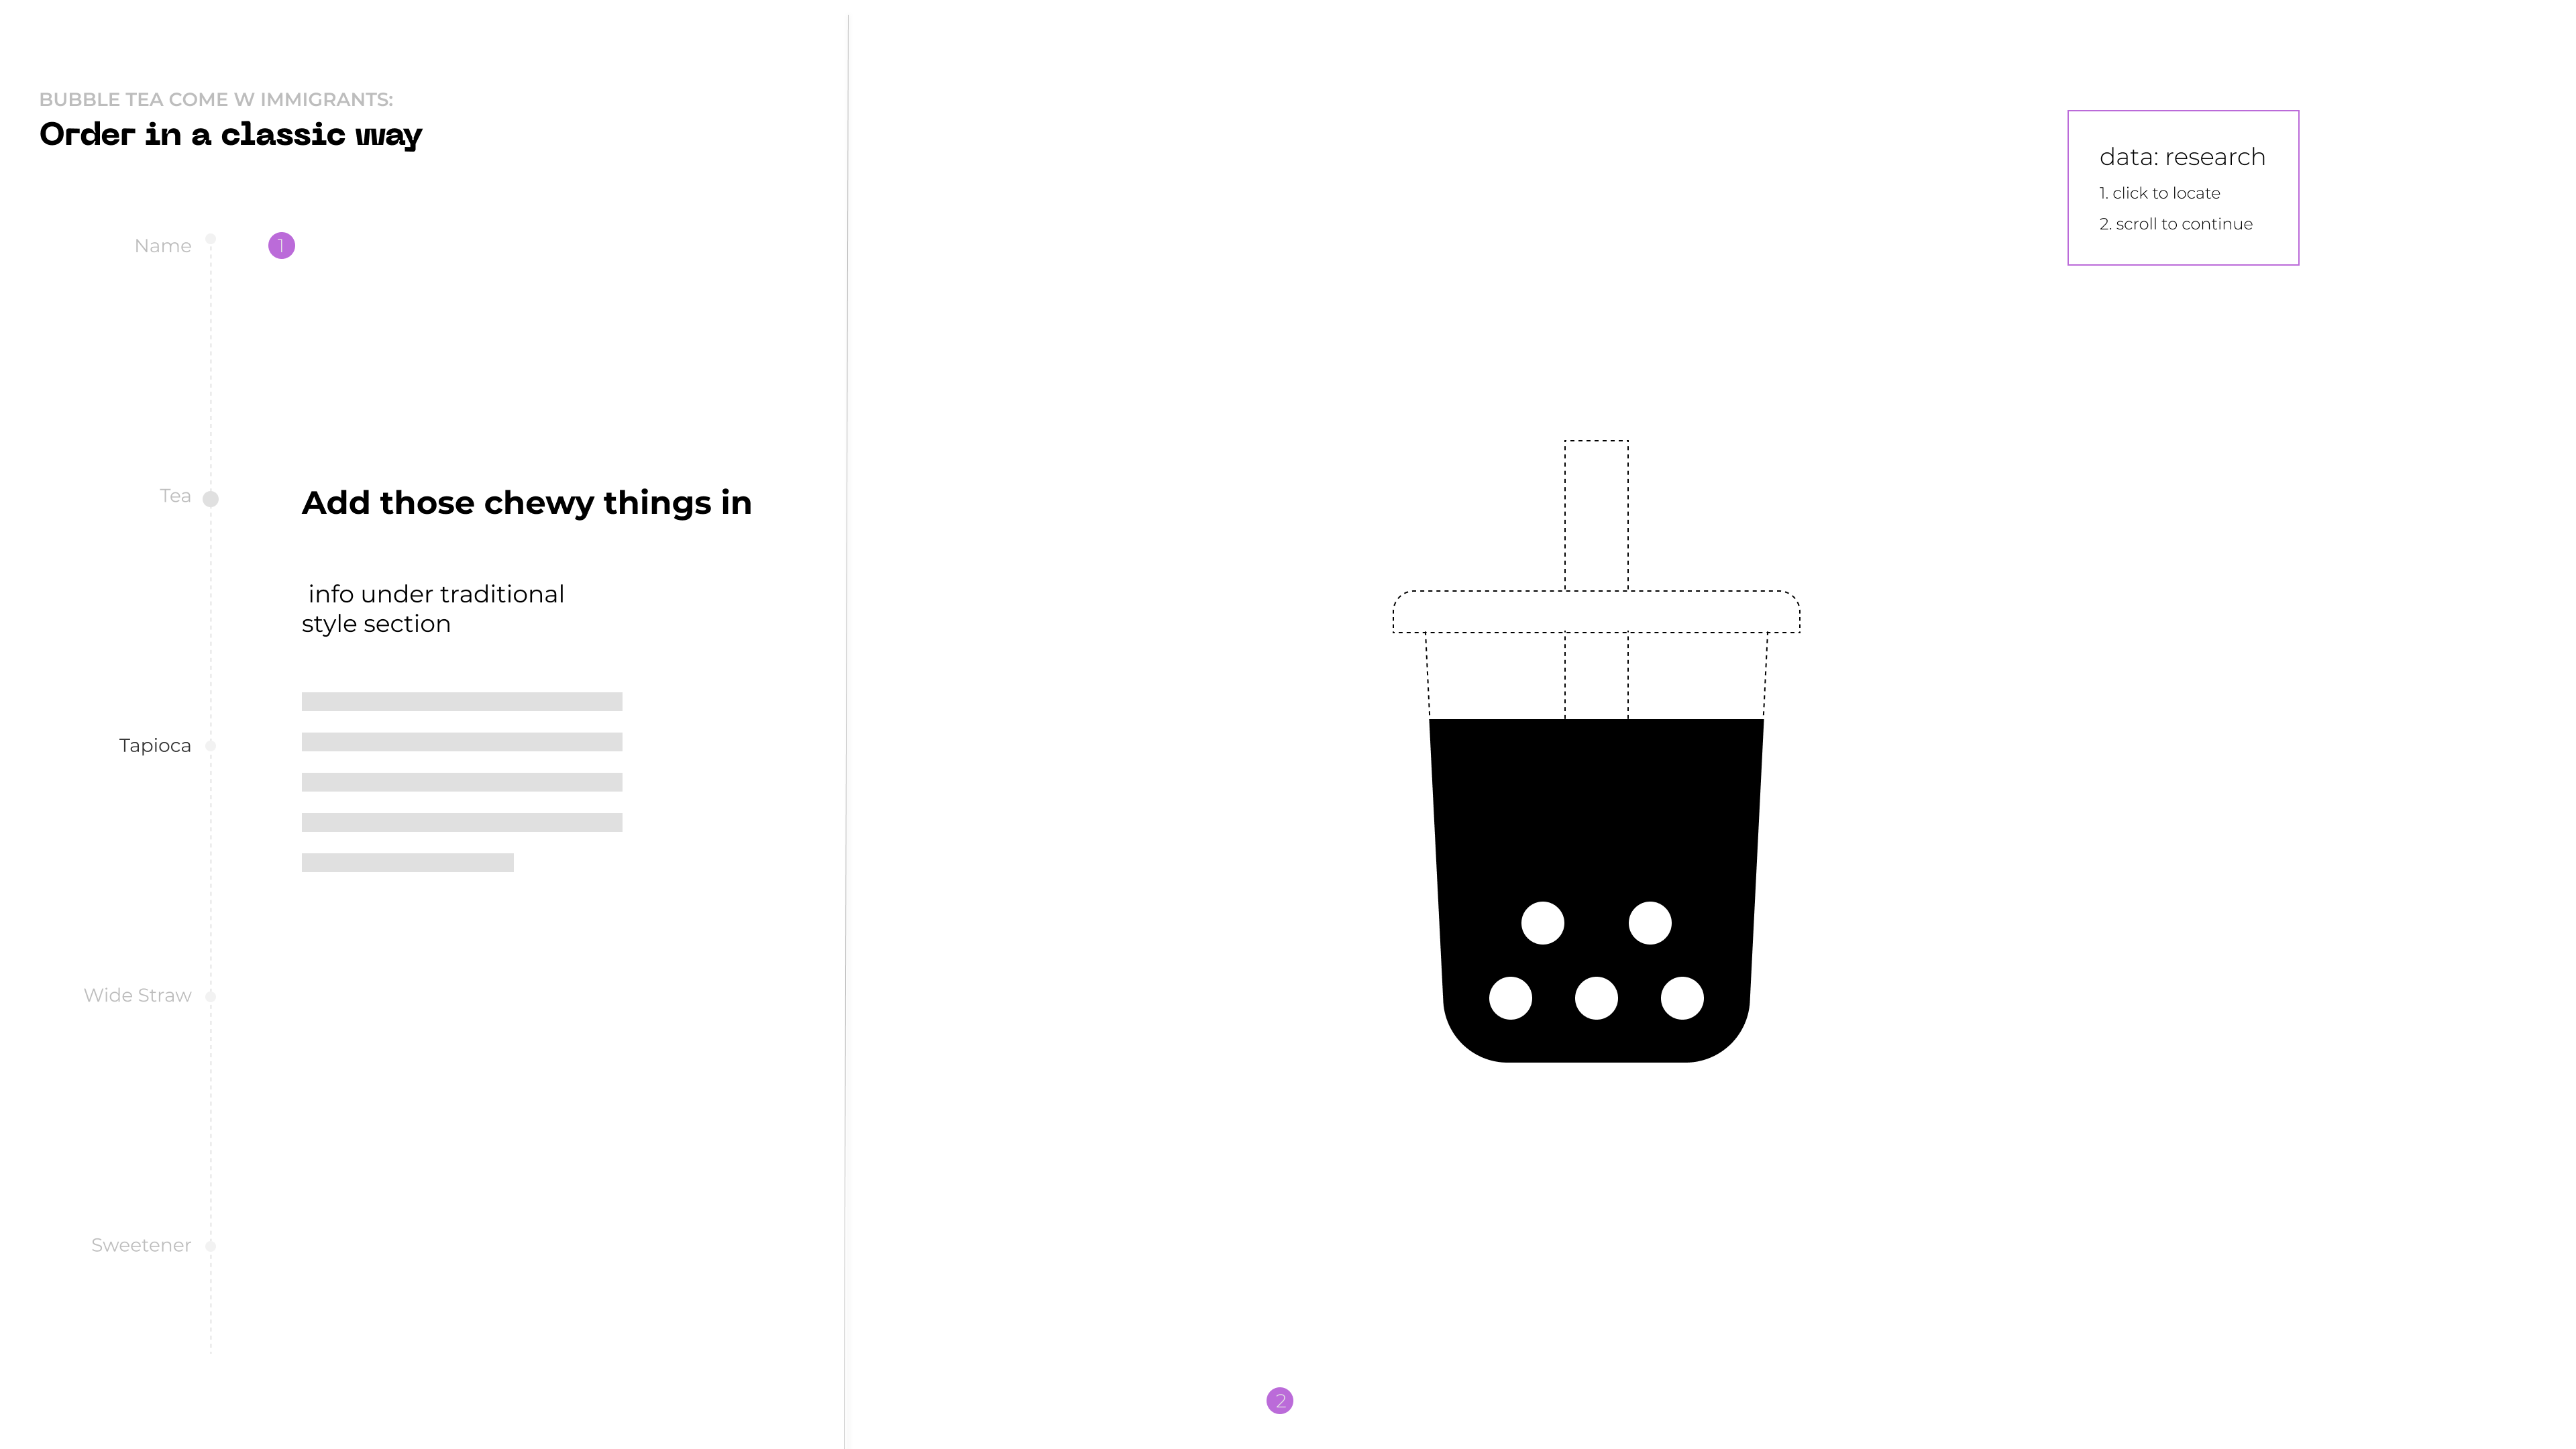 BUBBLE TEA COME W IMMIGRANTS:
Order in a classic way
Name
1
Tea
Add those chewy things in
info under traditional
style section
Tapioca
Wide Straw
Sweetener
data: research
1. click to locate
2. scroll to continue
2